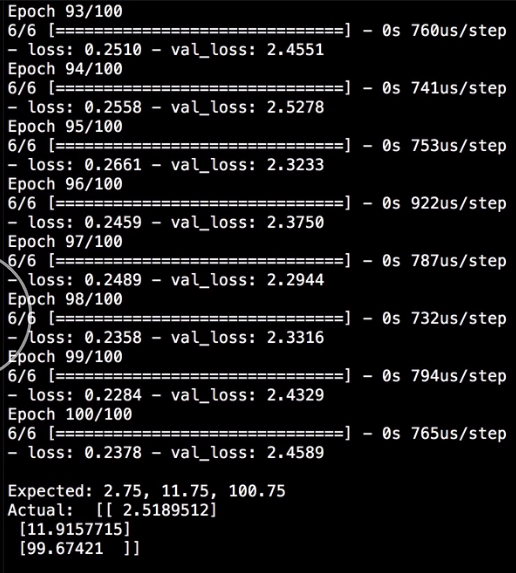 Epoch 93/100
6/6 [==============================] - 0s 760us/step
- loss: 0.2510 - val_loss: 2.4551
Epoch 94/100
6/6 [==============================] - 0s 741us/step
- loss: 0.2558 - val_loss: 2.5278
Epoch 95/100
6/6 [==============================] - 0s 753us/step
- loss: 0.2661 - val_loss: 2.3233
Epoch 96/100
6/6 [==============================] - 0s 922us/step
- loss: 0.2459 - val_loss: 2.3750
Epoch 97/100
6/6 [==============================] - 0s 787us/step
- loss: 0.2489 - val_loss: 2.2944
Epoch 98/100
6/6 [==============================] - 0s 732us/step
- loss: 0.2358 - val_loss: 2.3316
Epoch 99/100
6/6 [==============================] - 0s 794us/step
- loss: 0.2284 - val_loss: 2.4329
Epoch 100/100
6/6 [==============================] - 0s 765us/step
- loss: 0.2378 - val_loss: 2.4589

Expected: 2.75, 11.75, 100.75
Actual:  [[ 2.5189512]
 [11.9157715]
 [99.67421  ]]